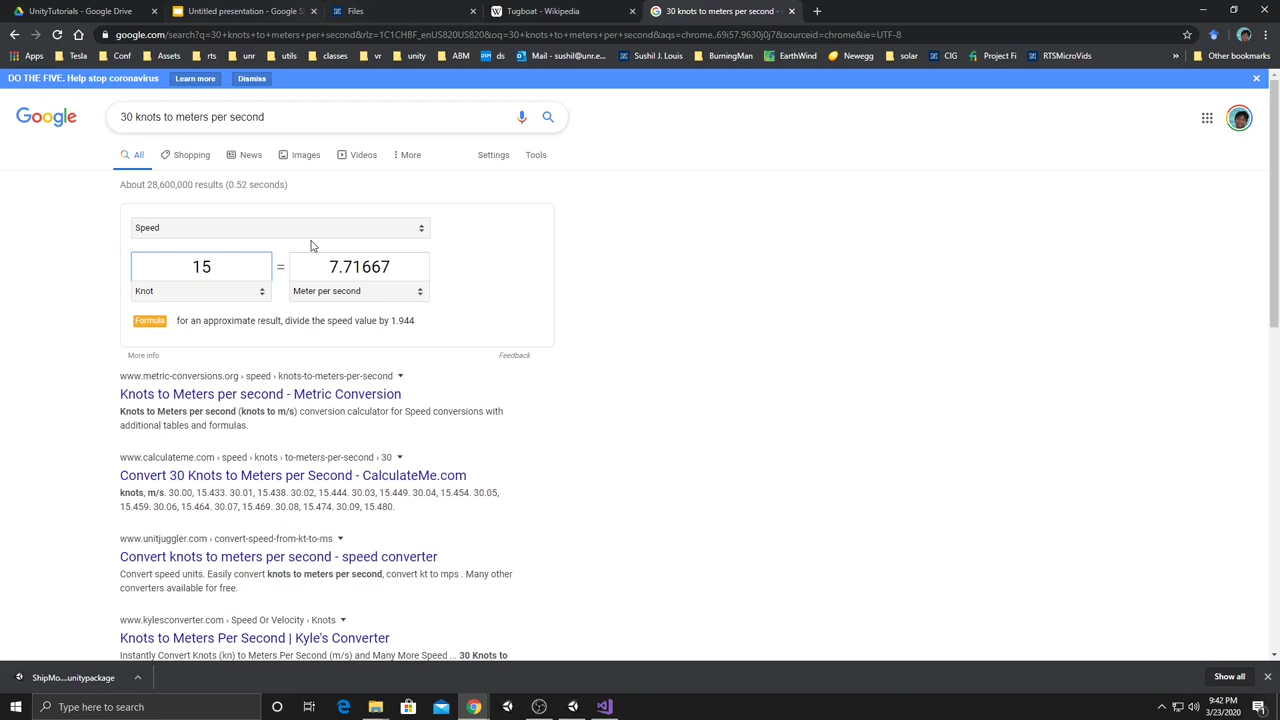 UnityTutorials - Google Drive
Untitled presentation - Google S
Files
Tugboat - Wikipedia
30 knots to meters per second -
google.com/search?q=30+knots+to+meters+per+second&rlz=1C1CHBF_enUS820US820&oq=30+knots+to+meters+per+second&aqs=chrome..69i57.9630j0j7&sourceid=chrome&ie=UTF-8
Apps
Tesla
Conf
Assets
RTS
util
classes
vr
unity
ABM
dim
ds
Mail - sushil@unr.e...
Sushil J. Louis
BurningMan
EarthWind
Newegg
solar
CIG
Project Fi
RTSMicroVids
»
Other bookmarks
DO THE FIVE. Help stop coronavirus
Learn more
Dismiss
Google
30 knots to meters per second
All
Shopping
News
Images
Videos
More
Settings
Tools
About 28,600,000 results (0.52 seconds)
Speed
15
=
7.71667
Knot
Meter per second
Formula
for an approximate result, divide the speed value by 1.944
More info
Feedback
www.metric-conversions.org › speed › knots-to-meters-per-second
Knots to Meters per second - Metric Conversion
Knots to Meters per second (knots to m/s) conversion calculator for Speed conversions with
additional tables and formulas.
www.calculateme.com › speed › knots › to-meters-per-second › 30
Convert 30 Knots to Meters per Second - CalculateMe.com
knots, m/s. 30.00, 15.433. 30.01, 15.438. 30.02, 15.444. 30.03, 15.449. 30.04, 15.454. 30.05,
15.459. 30.06, 15.464. 30.07, 15.469. 30.08, 15.474. 30.09, 15.480.
www.unitjuggler.com › convert-speed-from-kt-to-ms
Convert knots to meters per second - speed converter
Convert speed units. Easily convert knots to meters per second, convert kt to mps . Many other
converters available for free.
www.kylesconverter.com › Speed Or Velocity › Knots
Knots to Meters Per Second | Kyle's Converter
Instantly Convert Knots (kn) to Meters Per Second (m/s) and Many More Speed ... 30 Knots to
ShipMo....unitypackage
Show all
Type here to search
9:42 PM
3/23/2020
1